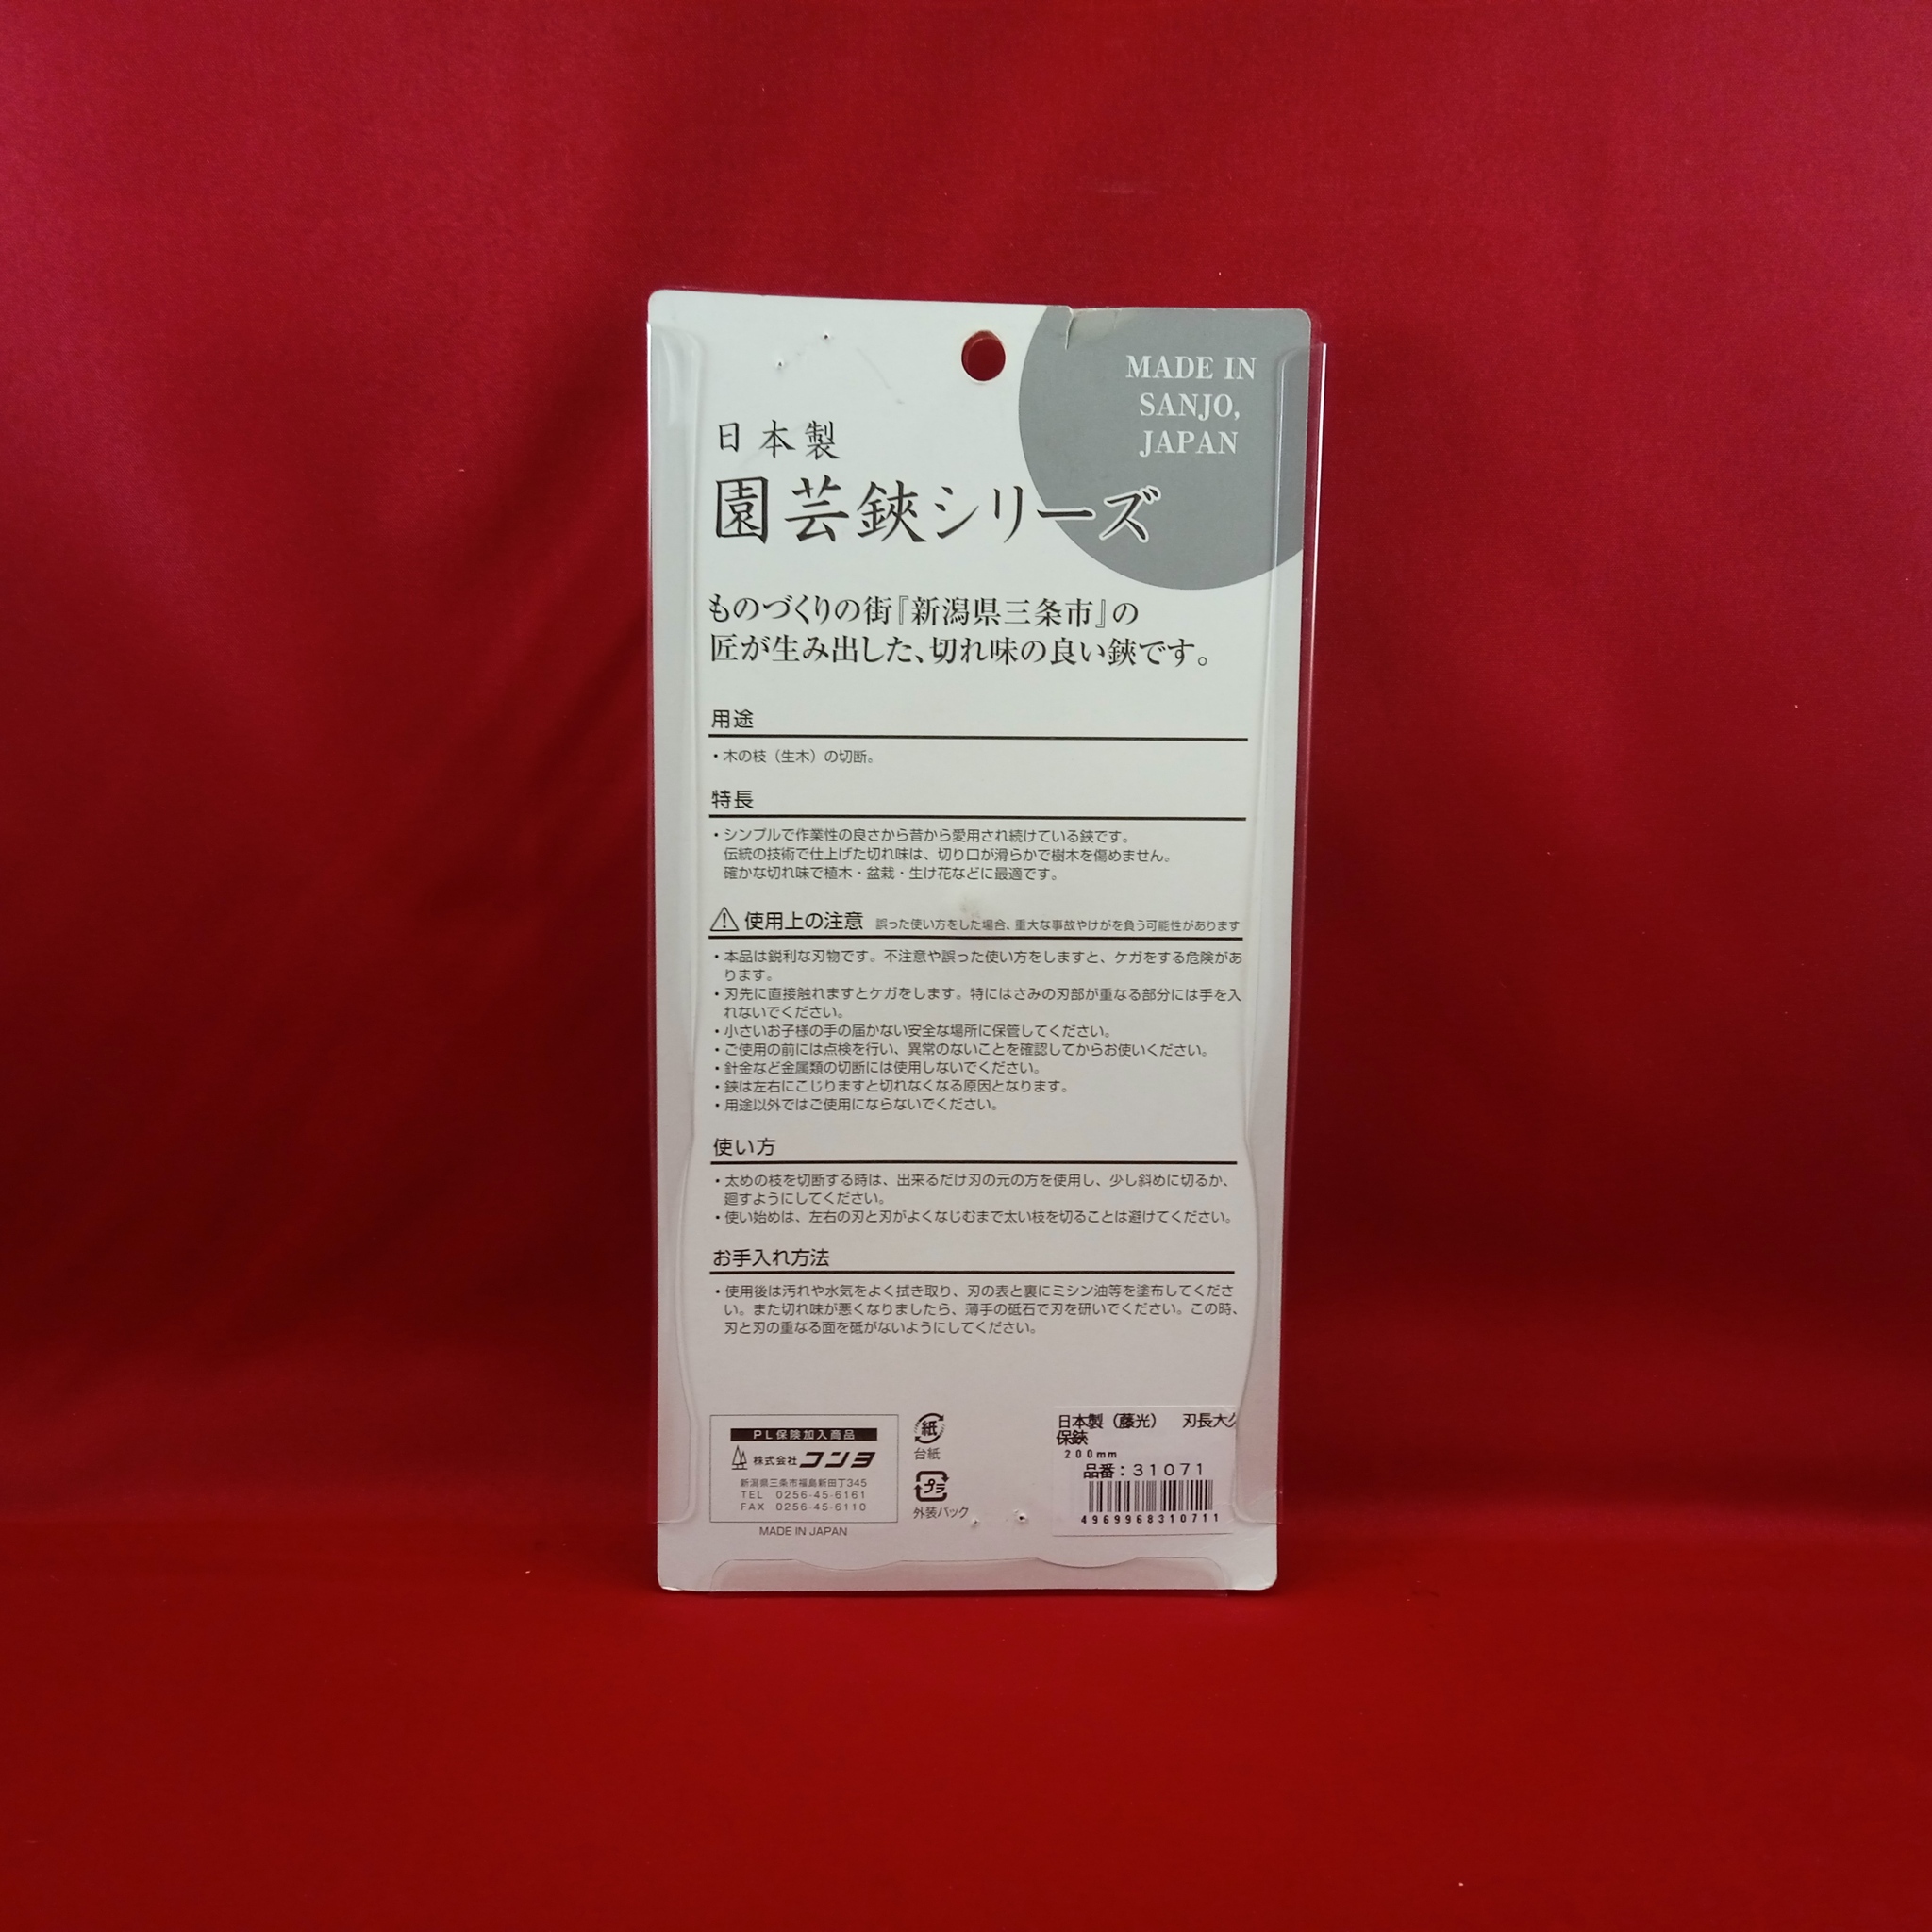 MADE IN
SANJO,
JAPAN
日本製
園芸鋏シリーズ
ものづくりの街『新潟県三条市』の
匠が生み出した、切れ味の良い鋏です。
用途
・木の枝（生木）の切断。
特長
・シンプルで作業性の良さから昔から愛用され続けている鋏です。
伝統の技術で仕上げた切れ味は、切り口が滑らかで樹木を傷めません。
確かな切れ味で植木・盆栽・生け花などに最適です。
使用上の注意 誤った使い方をした場合、重大な事故やけがを負う可能性があります
・本品は鋭利な刃物です。不注意や誤った使い方をしますと、ケガをする危険があ
ります。
・刃先に直接触れますとケガをします。特にはさみの刃部が重なる部分には手を入
れないでください。
・小さいお子様の手の届かない安全な場所に保管してください。
・ご使用の前には点検を行い、異常のないことを確認してからお使いください。
・針金など金属類の切断には使用しないでください。
・鋏は左右にこじりますと切れなくなる原因となります。
・用途以外ではご使用にならないでください。
使い方
・太めの枝を切断する時は、出来るだけ刃の元の方を使用し、少し斜めに切るか、
廻すようにしてください。
・使い始めは、左右の刃と刃がよくなじむまで太い枝を切ることは避けてください。
お手入れ方法
・使用後は汚れや水気をよく拭き取り、刃の表と裏にミシン油等を塗布してくださ
い。また切れ味が悪くなりましたら、薄手の砥石で刃を研いでください。この時、
刃と刃の重なる面を砥がないようにしてください。
PL保険加入商品
株式会社コンヨ
新潟県三条市福島新田丁345
TEL 0256-45-6161
FAX 0256-45-6110
MADE IN JAPAN
紙
台紙
プラ
外装パック
日本製（藤光） 刃長大久
保鋏
200mm
品番：31071
4969968310711